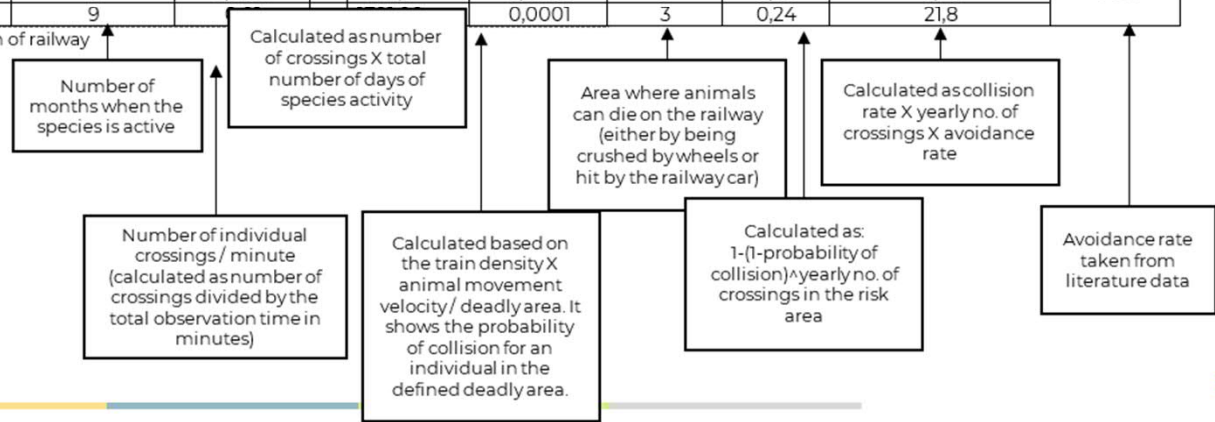 9
0,0001
3
0,24
21,8
of railway
Number of
months when the
species is active
Calculated as number
of crossings X total
number of days of
species activity
Area where animals
can die on the railway
(either by being
crushed by wheels or
hit by the railway car)
Calculated as collision
rate X yearly no. of
crossings X avoidance
rate
Number of individual
crossings / minute
(calculated as number of
crossings divided by the
total observation time in
minutes)
Calculated based on
the train density X
animal movement
velocity / deadly area. It
shows the probability
of collision for an
individual in the
defined deadly area.
Calculated as:
1-(1-probability of
collision)^yearly no. of
crossings in the risk
area
Avoidance rate
taken from
literature data